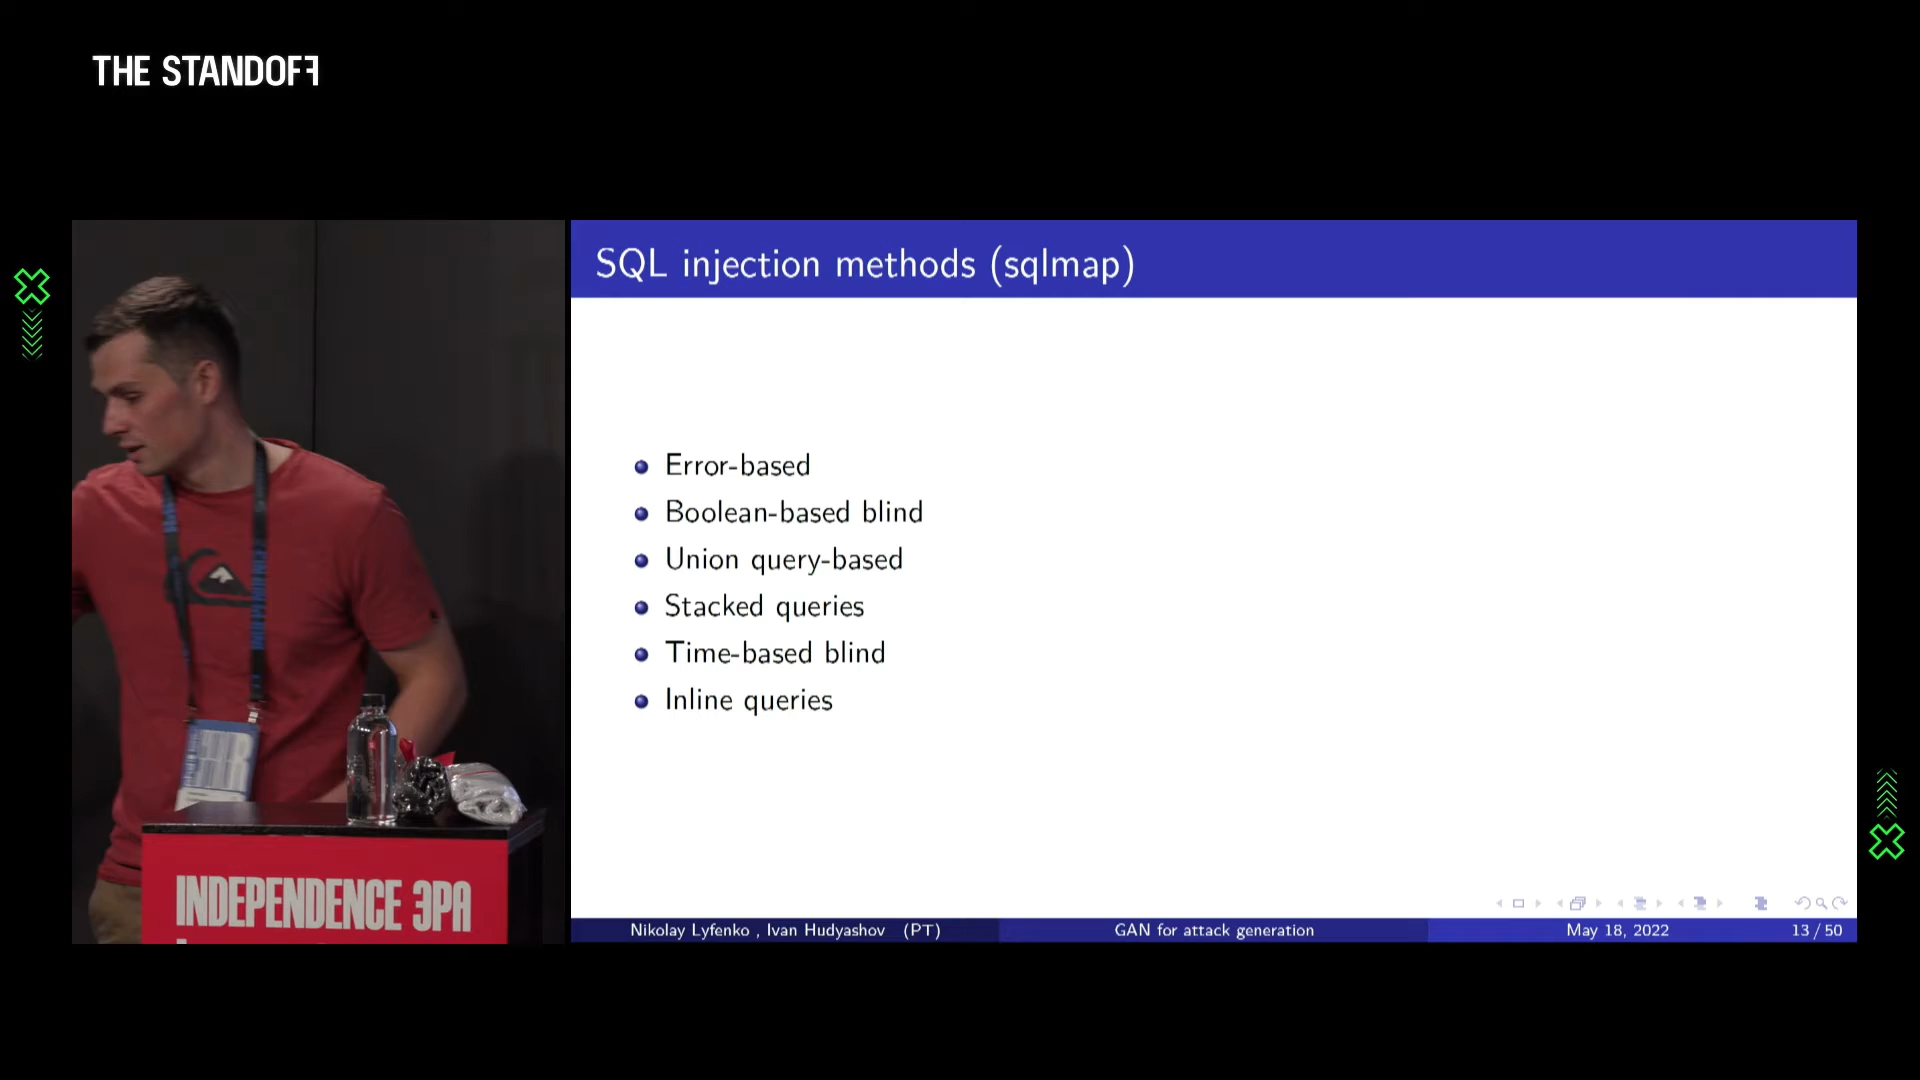 THE STANDOFF
SQL injection methods (sqlmap)
Error-based
Boolean-based blind
Union query-based
Stacked queries
Time-based blind
Inline queries
INDEPENDENCE ЭРА
Nikolay Lyfenko , Ivan Hudyashov (PT)
GAN for attack generation
May 18, 2022
13 / 50